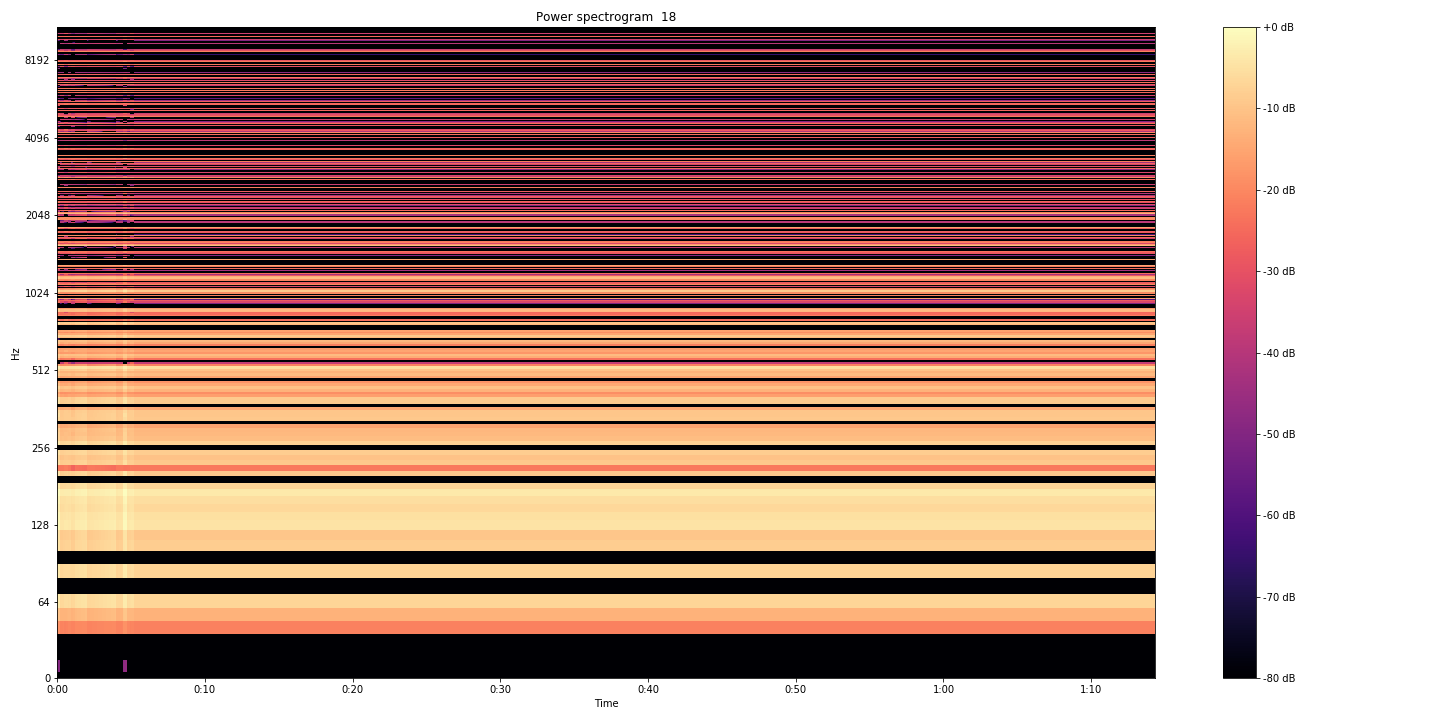 Power spectrogram  18
Hz
8192
4096
2048
1024
512
256
128
64
0
0:00 0:10 0:20 0:30 0:40 0:50 1:00 1:10
Time
+0 dB
-10 dB
-20 dB
-30 dB
-40 dB
-50 dB
-60 dB
-70 dB
-80 dB